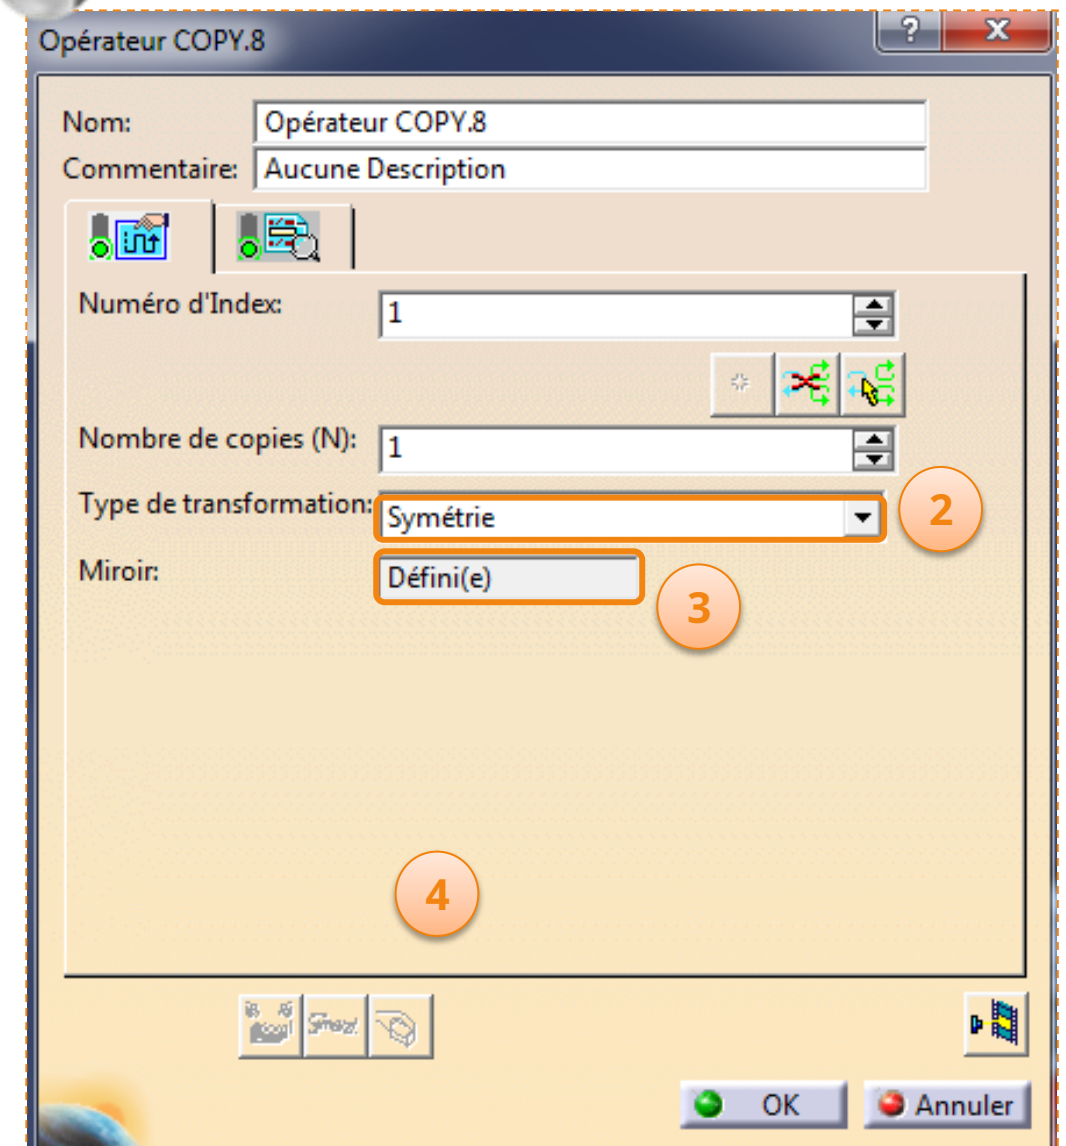 Opérateur COPY.8
?
X
Nom: Opérateur COPY.8
Commentaire: Aucune Description
Numéro d'Index: 1
Nombre de copies (N): 1
Type de transformation: Symétrie
2
Miroir: Défini(e)
3
4
OK
Annuler